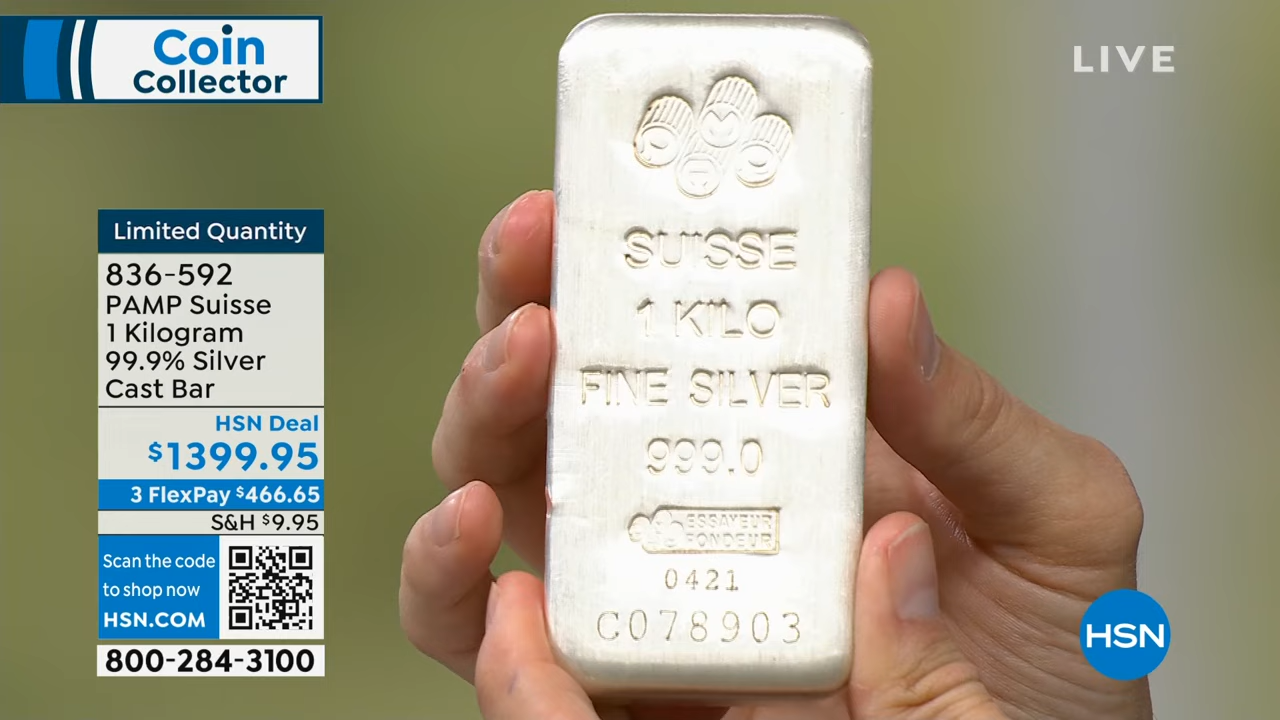 Coin
Collector
LIVE
Limited Quantity
836-592
PAMP Suisse
1 Kilogram
99.9% Silver
Cast Bar
HSN Deal
$1399.95
3 FlexPay $466.65
S&H $9.95
Scan the code
to shop now
HSN.COM
800-284-3100
SUISSE
1 KILO
FINE SILVER
999.0
ESSAYEUR
FONDEUR
0421
C078903
HSN